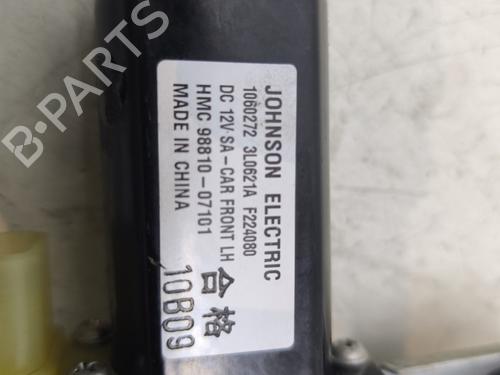 JOHNSON ELECTRIC
1060272 3L0621A F224080
DC 12V·SA-CAR FRONT LH
HMC 98810-07101
MADE IN CHINA
合格
10B09
B-PARTS